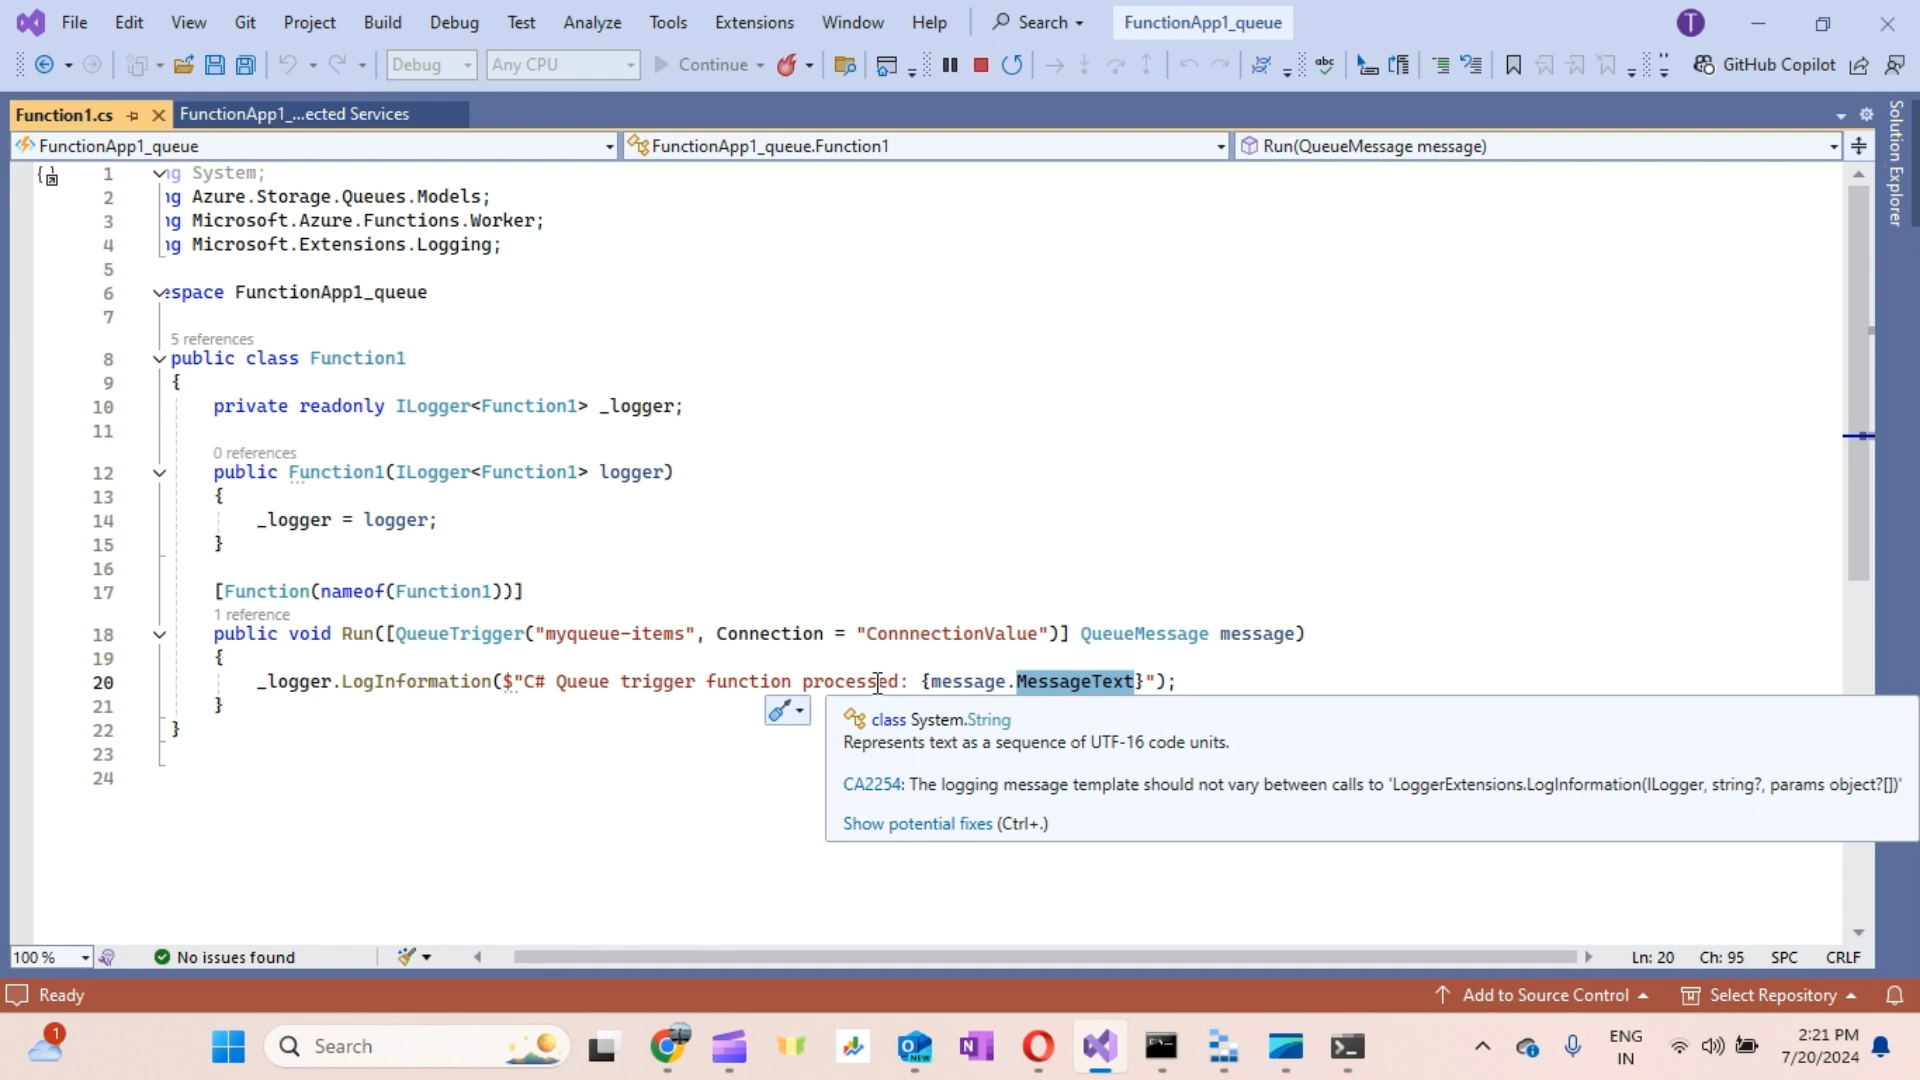 File Edit View Git Project Build Debug Test Analyze Tools Extensions Window Help Search FunctionApp1_queue T
Debug Any CPU Continue abc GitHub Copilot
Function1.cs FunctionApp1_...ected Services
FunctionApp1_queue FunctionApp1_queue.Function1 Run(QueueMessage message)
Solution Explorer
1 ng System;
2 ng Azure.Storage.Queues.Models;
3 ng Microsoft.Azure.Functions.Worker;
4 ng Microsoft.Extensions.Logging;
5
6 espace FunctionApp1_queue
7
5 references
8 public class Function1
9 {
10 private readonly ILogger<Function1> _logger;
11
0 references
12 public Function1(ILogger<Function1> logger)
13 {
14 _logger = logger;
15 }
16
17 [Function(nameof(Function1))]
1 reference
18 public void Run([QueueTrigger("myqueue-items", Connection = "ConnnectionValue")] QueueMessage message)
19 {
20 _logger.LogInformation($"C# Queue trigger function processed: {message.MessageText}");
21 }
22 }
23
24
class System.String
Represents text as a sequence of UTF-16 code units.
CA2254: The logging message template should not vary between calls to 'LoggerExtensions.LogInformation(ILogger, string?, params object?[])'
Show potential fixes (Ctrl+.)
100 % No issues found Ln: 20 Ch: 95 SPC CRLF
Ready Add to Source Control Select Repository
1 Search NEW ENG 2:21 PM
IN 7/20/2024